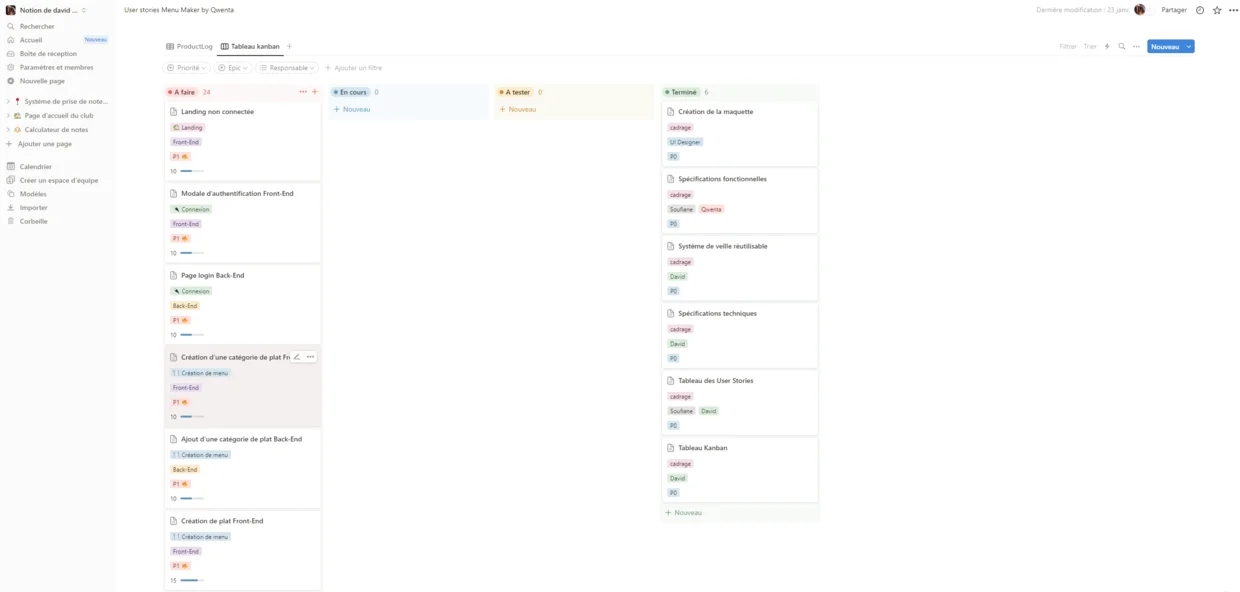 Notion de david ...
Rechercher
Accueil
Nouveau
Boîte de réception
Paramètres et membres
Nouvelle page
Système de prise de note...
Page d'accueil du club
Calculateur de notes
Ajouter une page
Calendrier
Créer un espace d'équipe
Modèles
Importer
Corbeille
User stories Menu Maker by Qwenta
Dernière modification : 23 janv.
Partager
ProductLog
Tableau kanban
Filtrer
Trier
Nouveau
Priorité
Epic
Responsable
Ajouter un filtre
A faire 24
Landing non connectée
Landing
Front-End
P1
10
Modale d'authentification Front-End
Connexion
Front-End
P1
10
Page login Back-End
Connexion
Back-End
P1
10
Création d'une catégorie de plat Fr
Création de menu
Front-End
P1
10
Ajout d'une catégorie de plat Back-End
Création de menu
Back-End
P1
10
Création de plat Front-End
Création de menu
Front-End
P1
15
En cours 0
Nouveau
A tester 0
Nouveau
Terminé 6
Création de la maquette
cadrage
UI Designer
P0
Spécifications fonctionnelles
cadrage
Soufiane Qwenta
P0
Système de veille réutilisable
cadrage
David
P0
Spécifications techniques
cadrage
David
P0
Tableau des User Stories
cadrage
Soufiane David
P0
Tableau Kanban
cadrage
David
P0
Nouveau